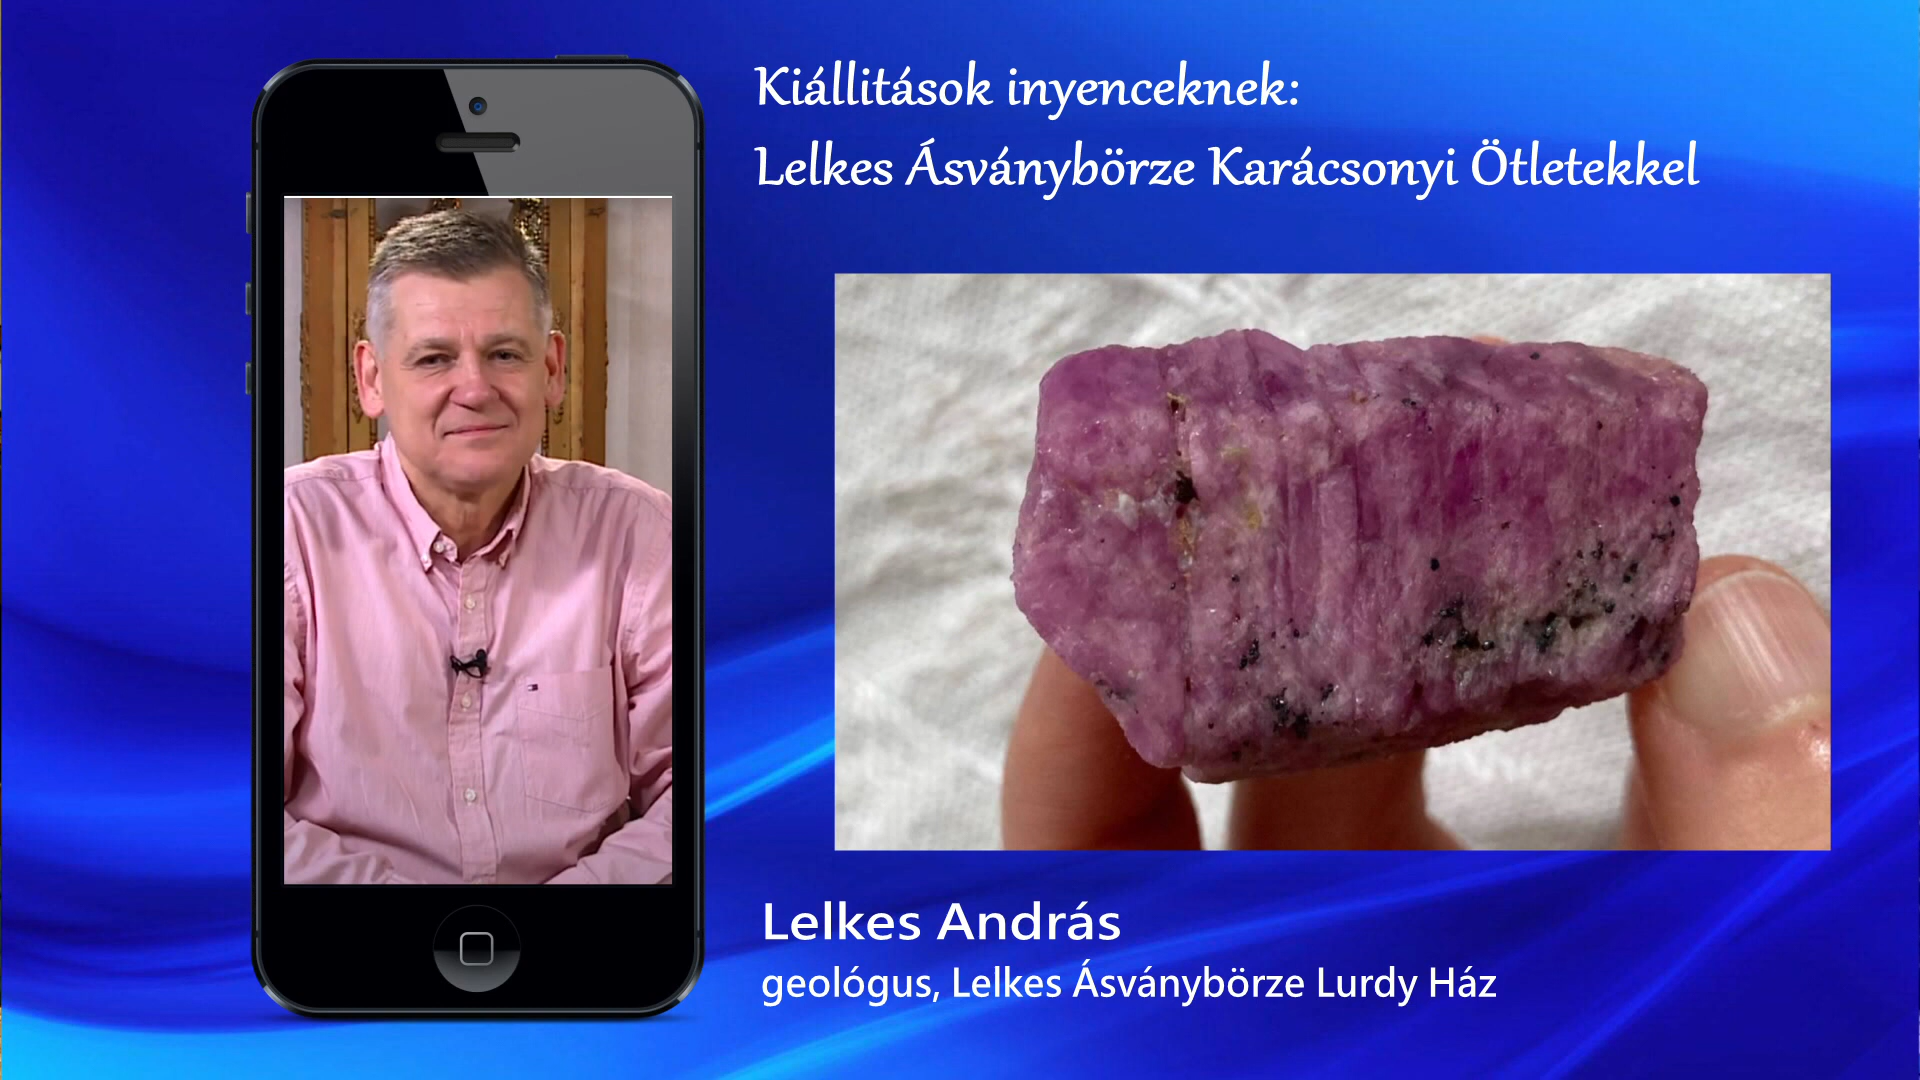 Kiállitások inyenceknek:
Lelkes Ásványbörze Karácsonyi Ötletekkel
Lelkes András
geológus, Lelkes Ásványbörze Lurdy Ház